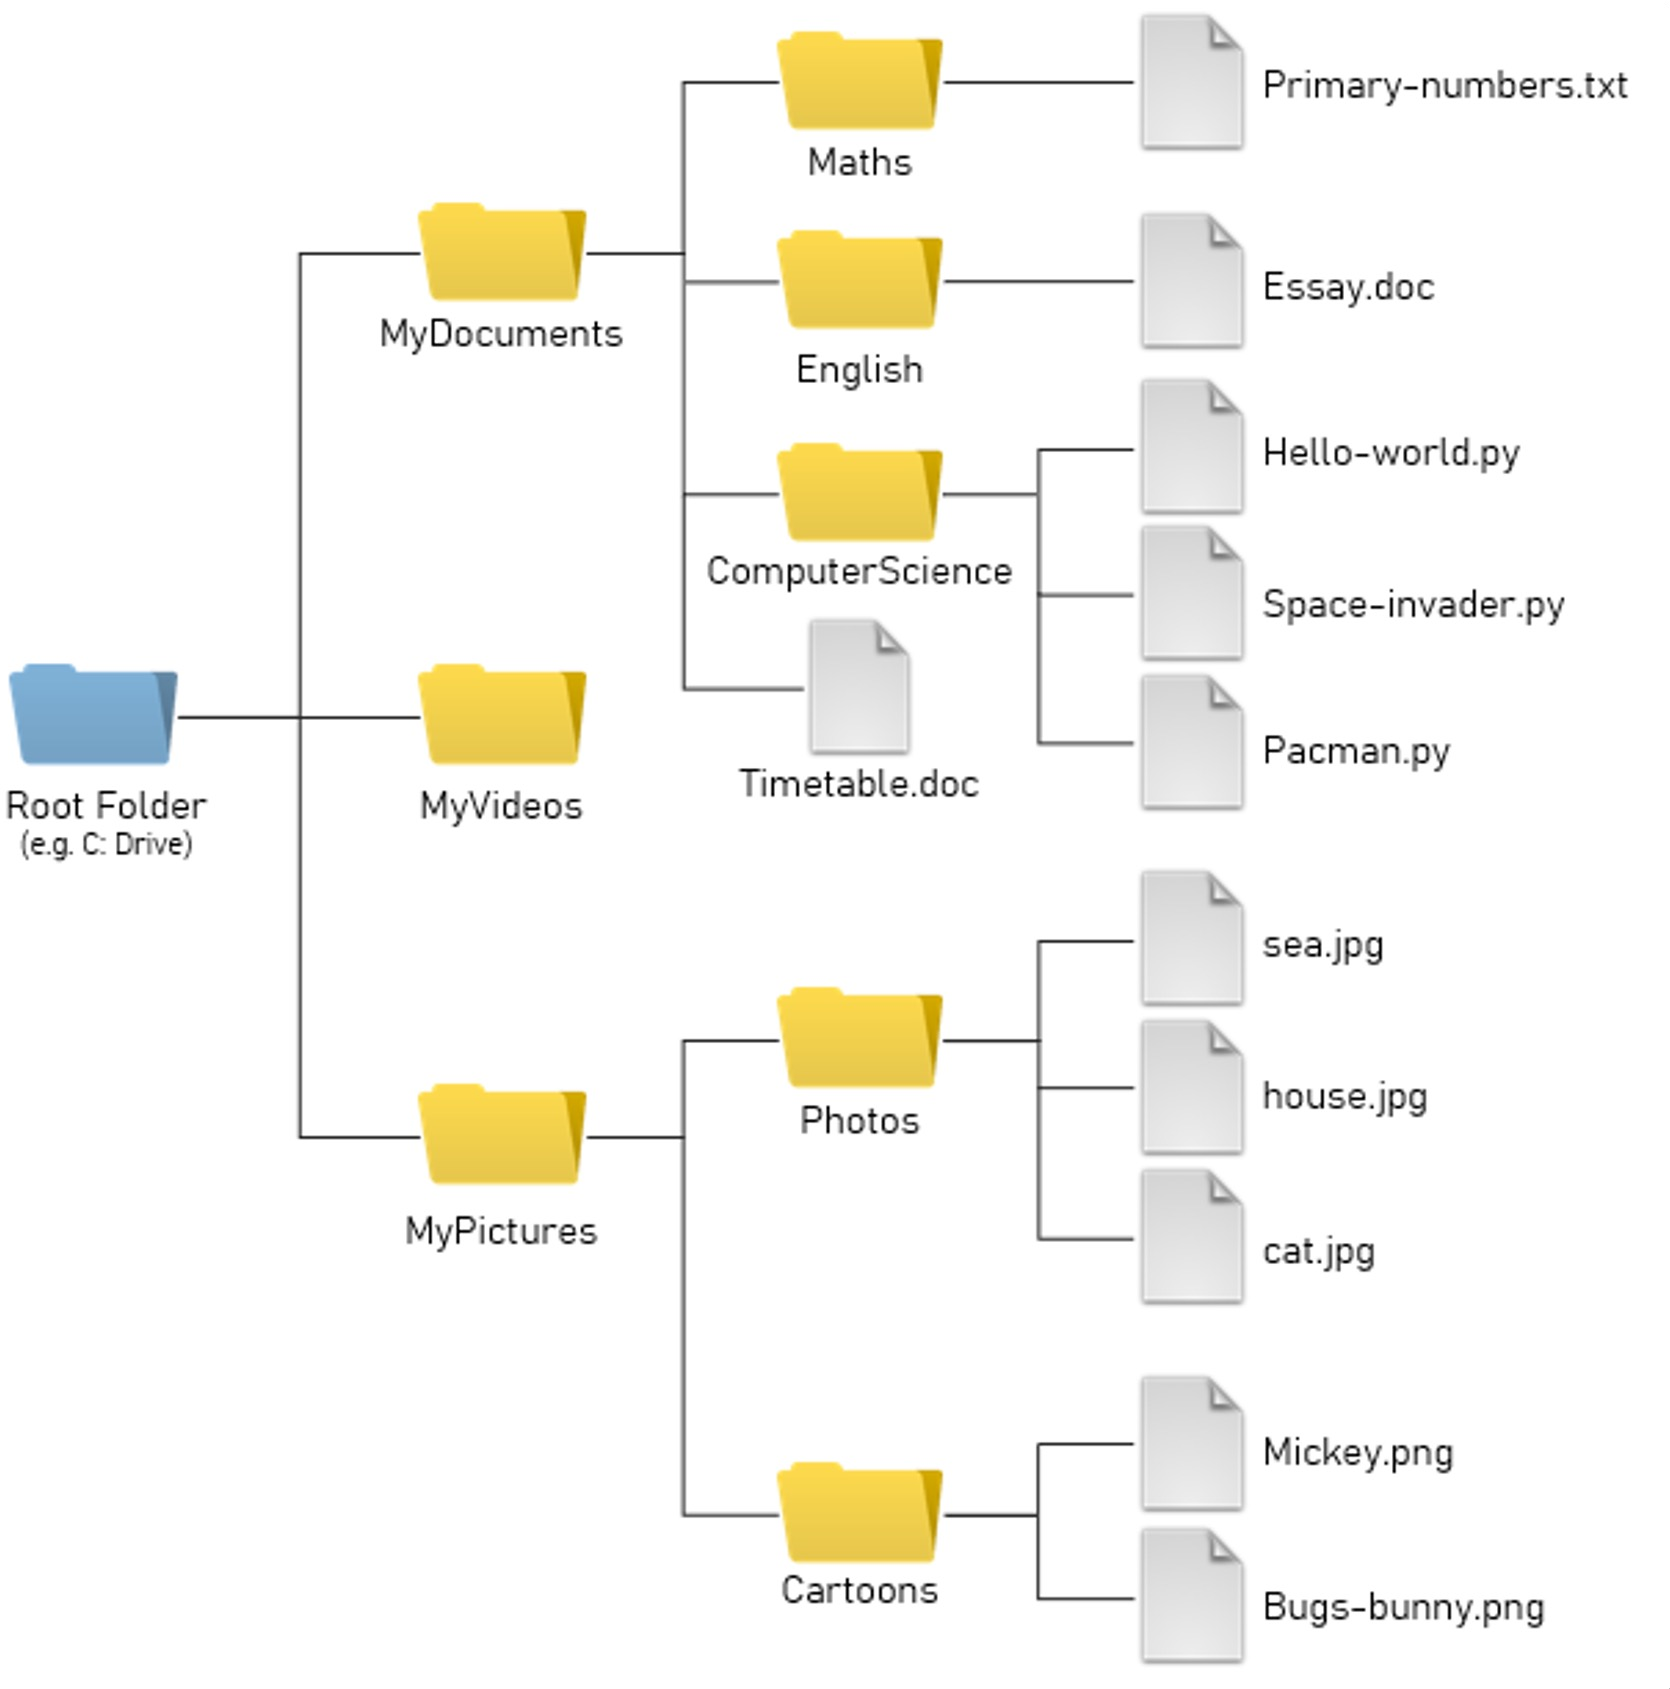 Primary-numbers.txt
Maths
MyDocuments
Essay.doc
English
Hello-world.py
ComputerScience
Space-invader.py
Timetable.doc
Pacman.py
Root Folder
(e.g. C: Drive)
MyVideos
sea.jpg
house.jpg
Photos
MyPictures
cat.jpg
Mickey.png
Cartoons
Bugs-bunny.png